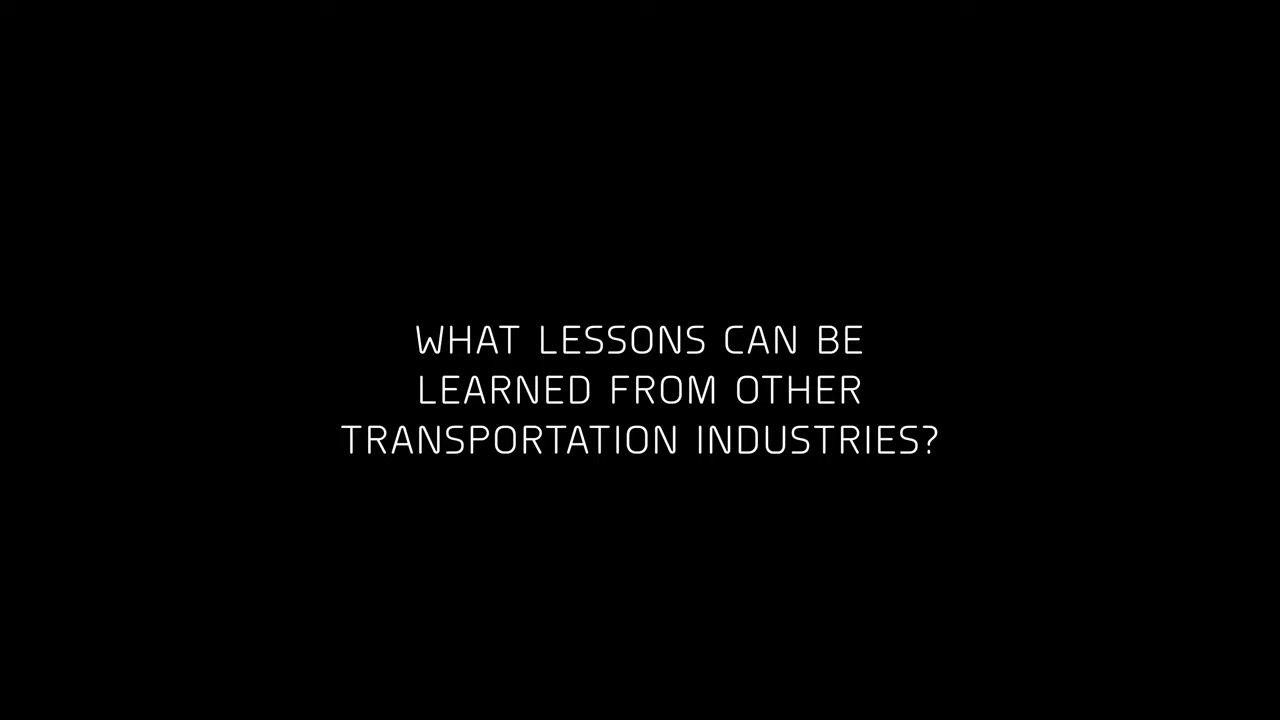 WHAT LESSONS CAN BE
LEARNED FROM OTHER
TRANSPORTATION INDUSTRIES?